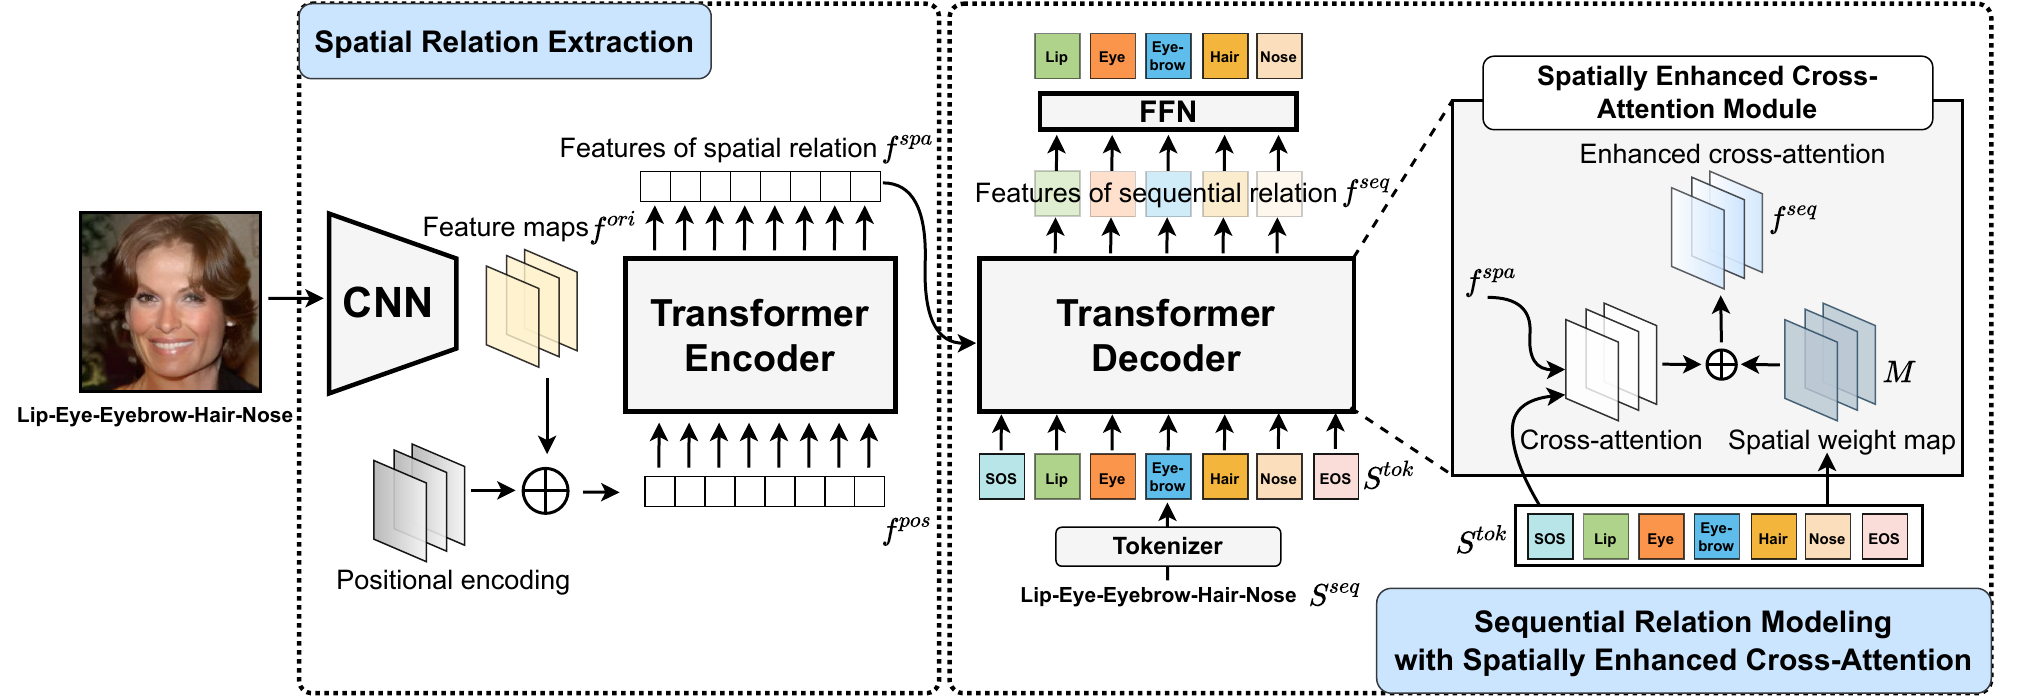 Spatial Relation Extraction
Lip-Eye-Eyebrow-Hair-Nose
CNN
Feature maps f^{ori}
Positional encoding
Features of spatial relation f^{spa}
Transformer
Encoder
f^{pos}
Lip
Eye
Eye-
brow
Hair
Nose
FFN
Features of sequential relation f^{seq}
Transformer
Decoder
SOS
Lip
Eye
Eye-
brow
Hair
Nose
EOS
S^{tok}
Tokenizer
Lip-Eye-Eyebrow-Hair-Nose S^{seq}
Spatially Enhanced Cross-
Attention Module
Enhanced cross-attention
f^{seq}
f^{spa}
M
Cross-attention
Spatial weight map
S^{tok}
SOS
Lip
Eye
Eye-
brow
Hair
Nose
EOS
Sequential Relation Modeling
with Spatially Enhanced Cross-Attention